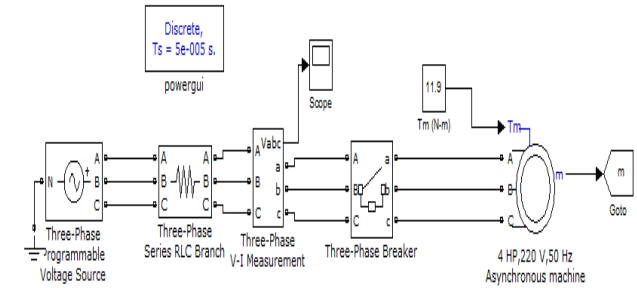 Discrete,
Ts = 5e-005 s.
powergui
Scope
11.9
Tm (N-m)
Tm
m
m
Goto
N
+
A
B
C
A
B
C
A
B
C
A
B
C
Vabc
a
b
c
A
B
C
a
b
c
A
B
C
Three-Phase
Programmable
Voltage Source
Three-Phase
Series RLC Branch
Three-Phase
V-I Measurement
Three-Phase Breaker
4 HP,220 V,50 Hz
Asynchronous machine